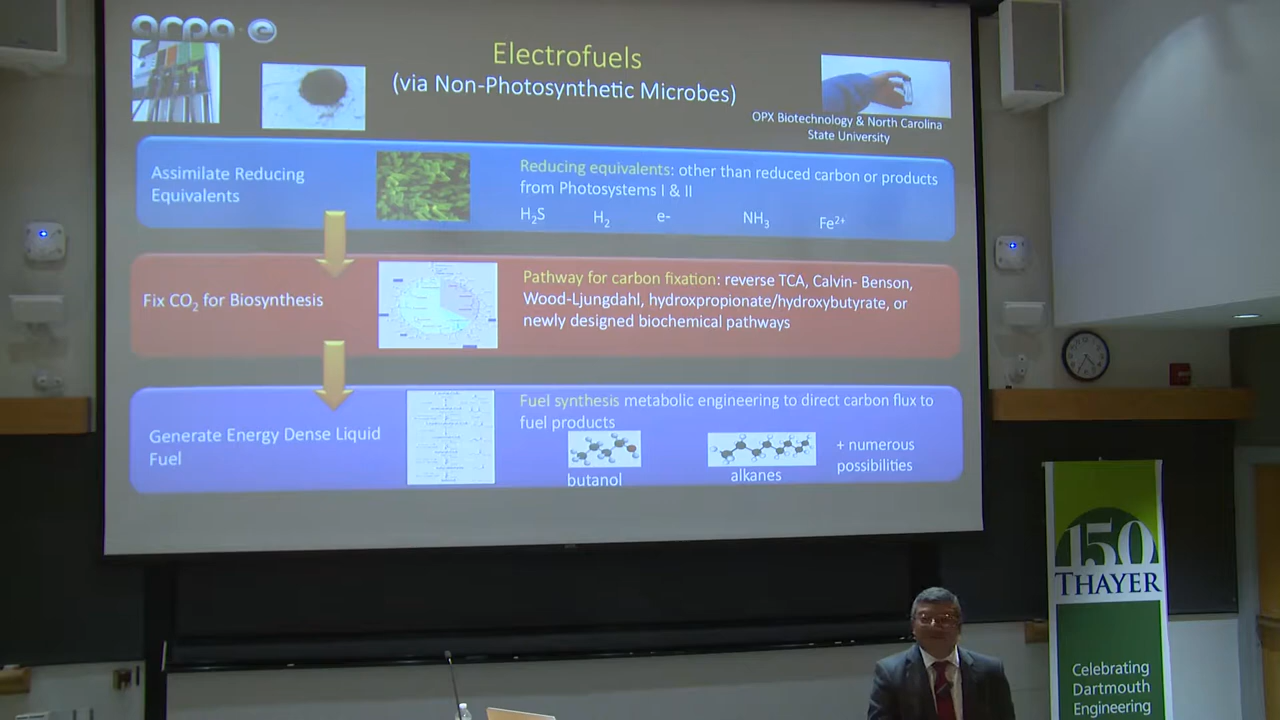 arpa·e
Electrofuels
(via Non-Photosynthetic Microbes)
OPX Biotechnology & North Carolina
State University
Assimilate Reducing
Equivalents
Reducing equivalents: other than reduced carbon or products
from Photosystems I & II
H₂S H₂ e- NH₃ Fe²⁺
Fix CO₂ for Biosynthesis
Pathway for carbon fixation: reverse TCA, Calvin- Benson,
Wood-Ljungdahl, hydroxpropionate/hydroxybutyrate, or
newly designed biochemical pathways
Generate Energy Dense Liquid
Fuel
Fuel synthesis metabolic engineering to direct carbon flux to
fuel products
butanol
alkanes
+ numerous
possibilities
150
THAYER
Celebrating
Dartmouth
Engineering